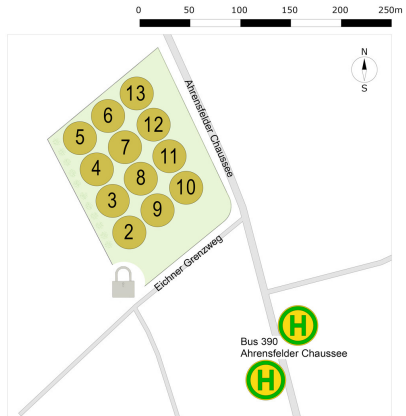 0 50 100 150 200 250m
N
S
13
6
12
5
7
11
4
8
10
3
9
2
Ahrensfelder Chaussee
Eichner Grenzweg
H
Bus 390
Ahrensfelder Chaussee
H